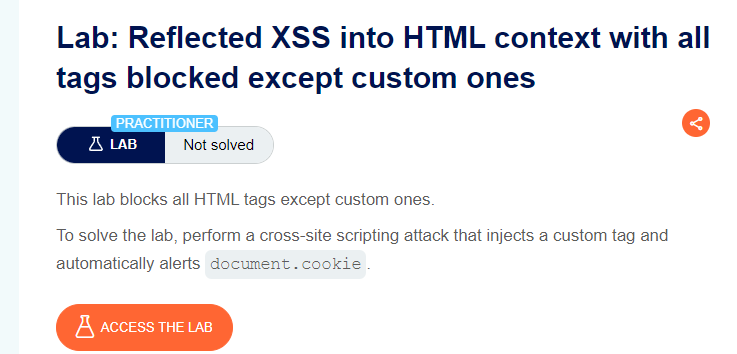 Lab: Reflected XSS into HTML context with all
tags blocked except custom ones
PRACTITIONER
LAB
Not solved
This lab blocks all HTML tags except custom ones.
To solve the lab, perform a cross-site scripting attack that injects a custom tag and
automatically alerts document.cookie.
ACCESS THE LAB